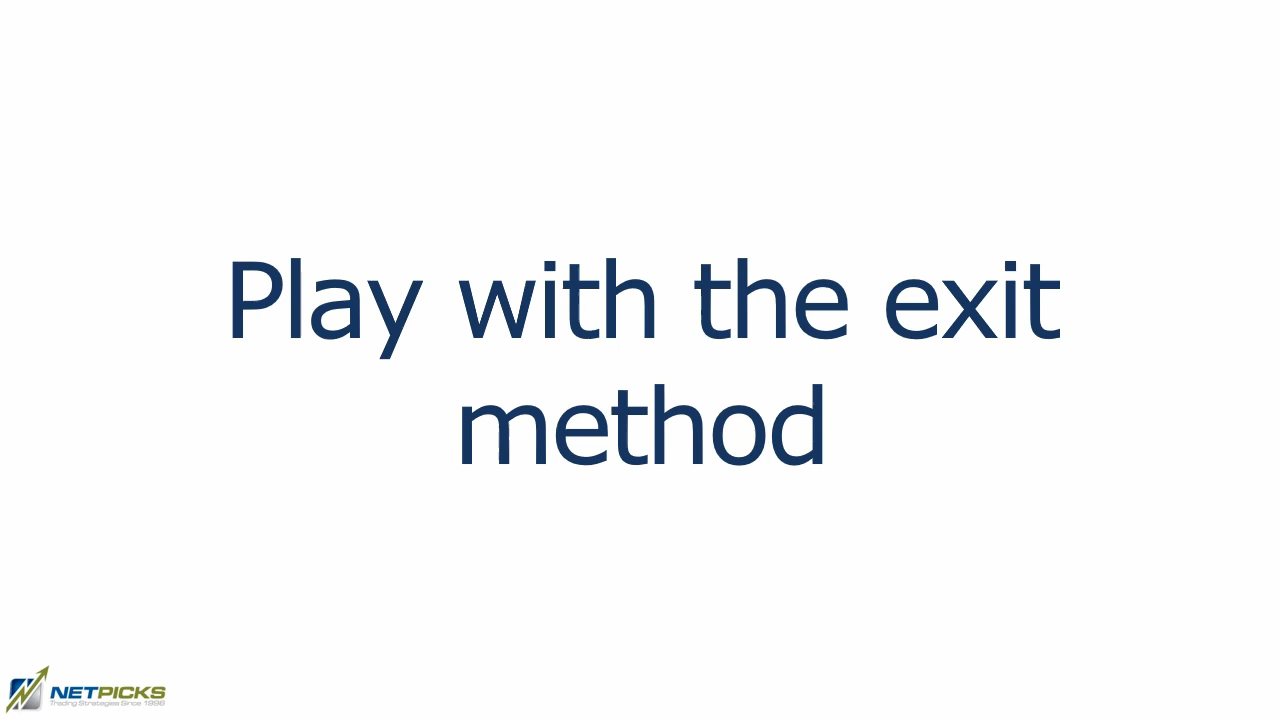 Play with the exit
method
NETPICKS
Trading Strategies Since 1996